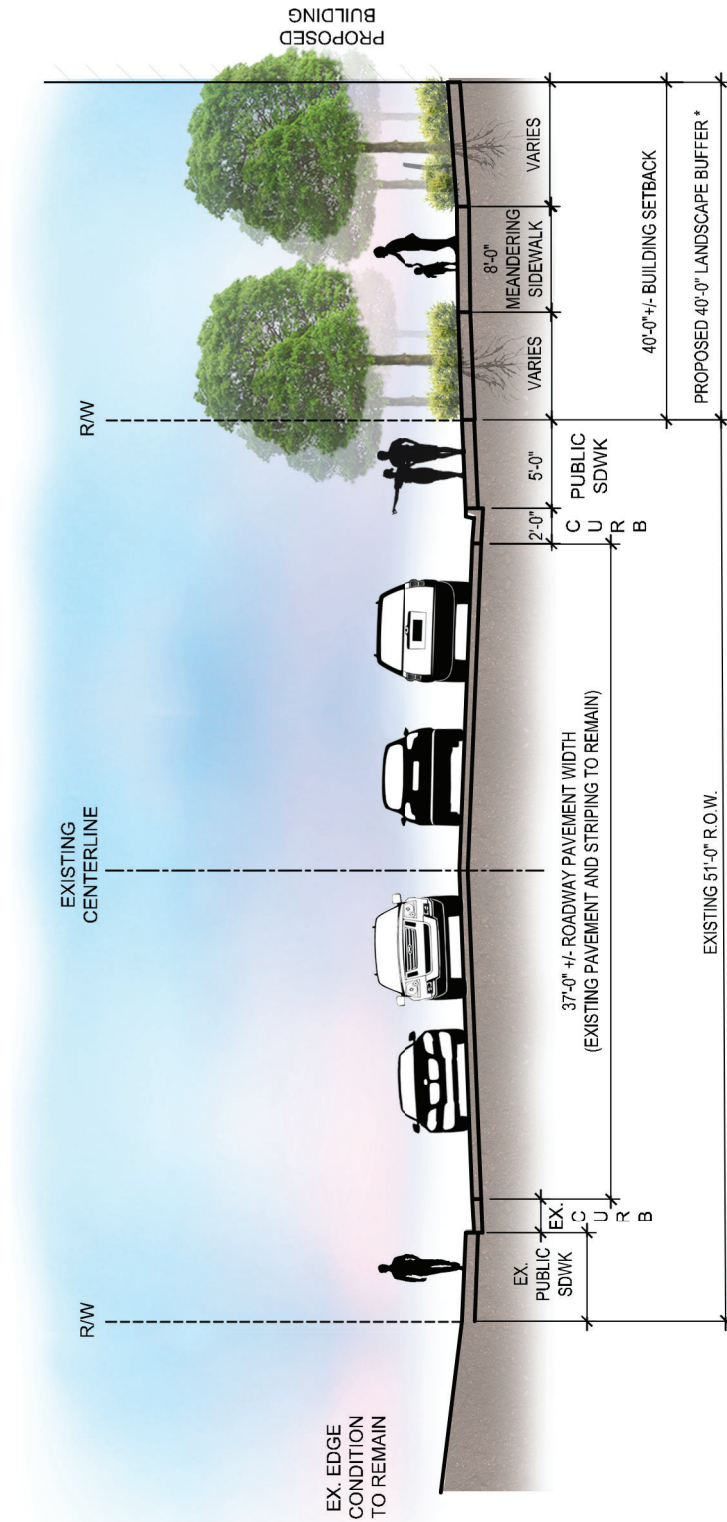 EX. EDGE
CONDITION
TO REMAIN
R/W
EXISTING
CENTERLINE
R/W
PROPOSED
BUILDING
EX.
PUBLIC
SDWK
EX.
C
U
R
B
37'-0" +/- ROADWAY PAVEMENT WIDTH
(EXISTING PAVEMENT AND STRIPING TO REMAIN)
2'-0"
C
U
R
B
5'-0"
PUBLIC
SDWK
VARIES
8'-0"
MEANDERING
SIDEWALK
VARIES
40'-0"+/- BUILDING SETBACK
EXISTING 51'-0" R.O.W.
PROPOSED 40'-0" LANDSCAPE BUFFER *